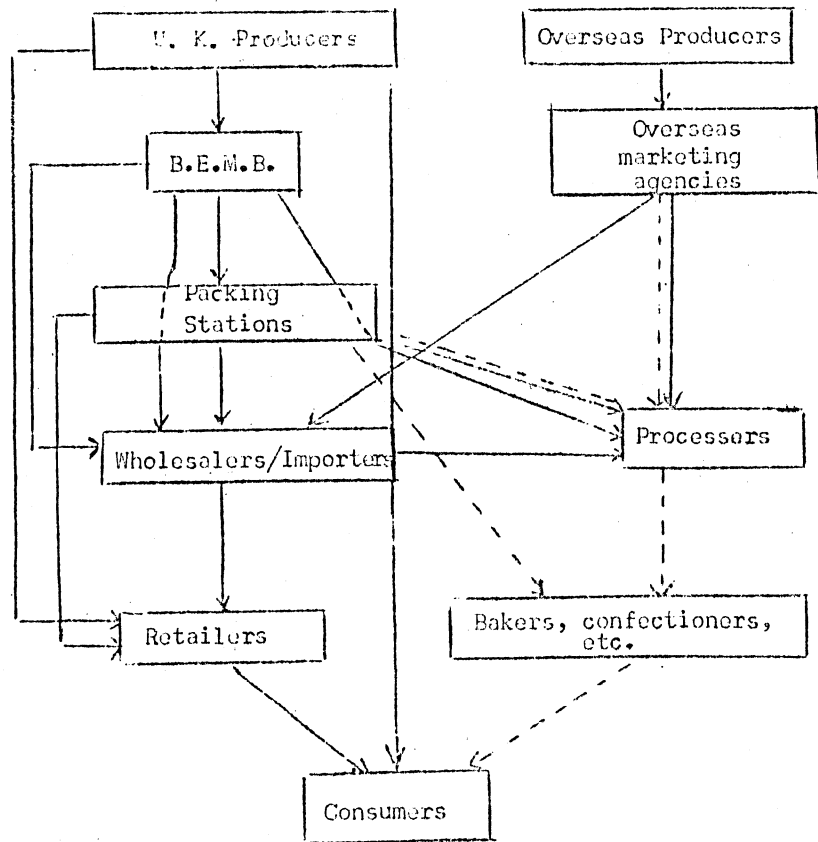 U. K. Producers
Overseas Producers
Overseas
marketing
agencies
B.E.M.B.
Packing
Stations
Wholesalers/Importers
Processors
Retailers
Bakers, confectioners,
etc.
Consumers